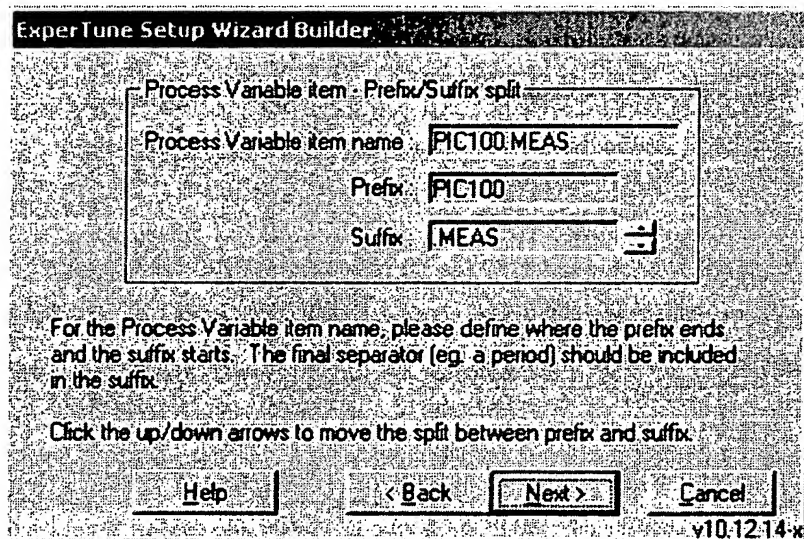 ExperTune Setup Wizard Builder
Process Variable item - Prefix/Suffix split
Process Variable item name : PIC100.MEAS
Prefix : PIC100
Suffix : .MEAS
For the Process Variable item name, please define where the prefix ends
and the suffix starts. The final separator (eg: a period) should be included
in the suffix.
Click the up/down arrows to move the split between prefix and suffix.
Help < Back Next > Cancel
v10.12.14-x